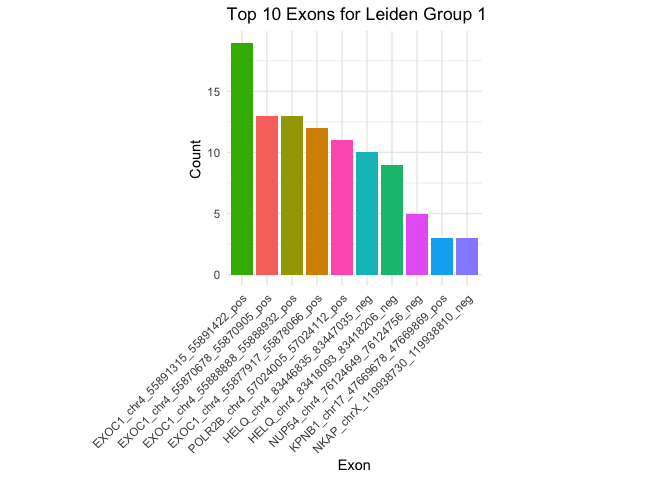 Top 10 Exons for Leiden Group 1
Count
15
10
5
0
EXOC1_chr4_55891315_55891422_pos
EXOC1_chr4_55870678_55870905_pos
EXOC1_chr4_55888888_55888932_pos
EXOC1_chr4_55877917_55878066_pos
POLR2B_chr4_57024005_57024112_pos
HELQ_chr4_83446835_83447035_neg
HELQ_chr4_83418093_83418206_neg
NUP54_chr4_76124649_76124756_neg
KPNB1_chr17_47669678_47669869_pos
NKAP_chrX_119938730_119938810_neg
Exon